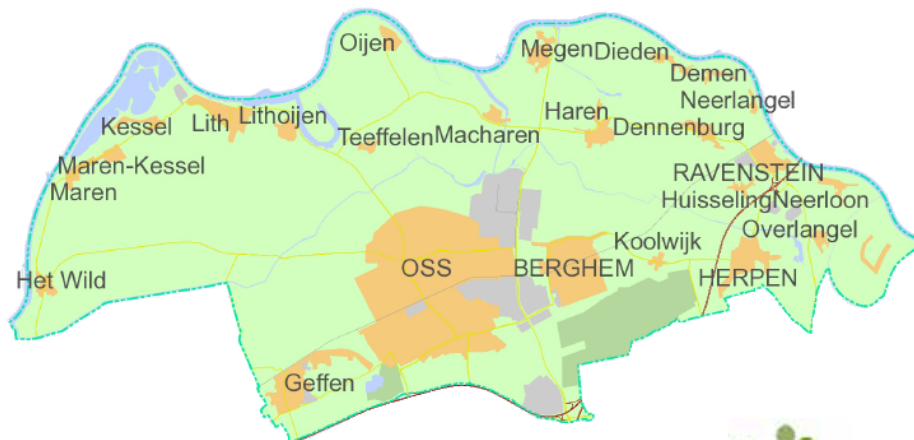 Oijen
Megen
Dieden
Demen
Neerlangel
Kessel
Lith
Lithoijen
Haren
Teeffelen
Macharen
Dennenburg
Maren-Kessel
Maren
RAVENSTEIN
Huisseling
Neerloon
Koolwijk
Overlangel
Het Wild
OSS
BERGHEM
HERPEN
Geffen